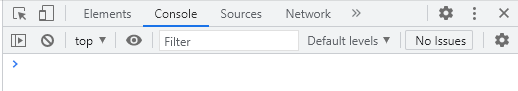 Elements Console Sources Network
top Filter Default levels No Issues